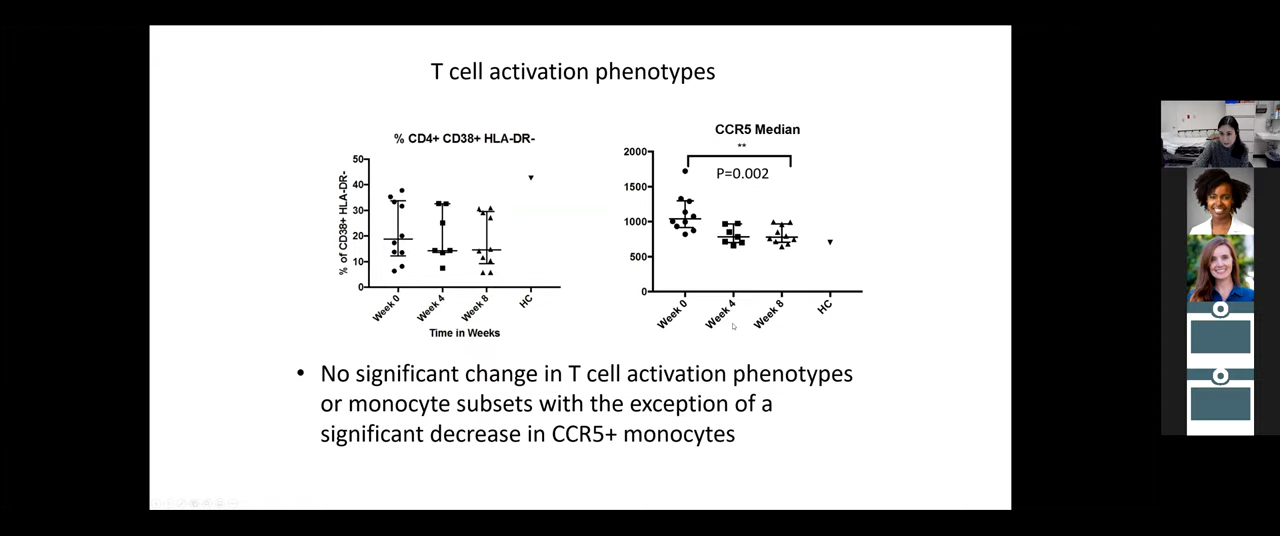 T cell activation phenotypes
% CD4+ CD38+ HLA-DR-
% of CD38+ HLA-DR-
50
40
30
20
10
0
Week 0
Week 4
Week 8
HC
Time in Weeks
CCR5 Median
**
P=0.002
2000
1500
1000
500
0
Week 0
Week 4
Week 8
HC
• No significant change in T cell activation phenotypes
or monocyte subsets with the exception of a
significant decrease in CCR5+ monocytes